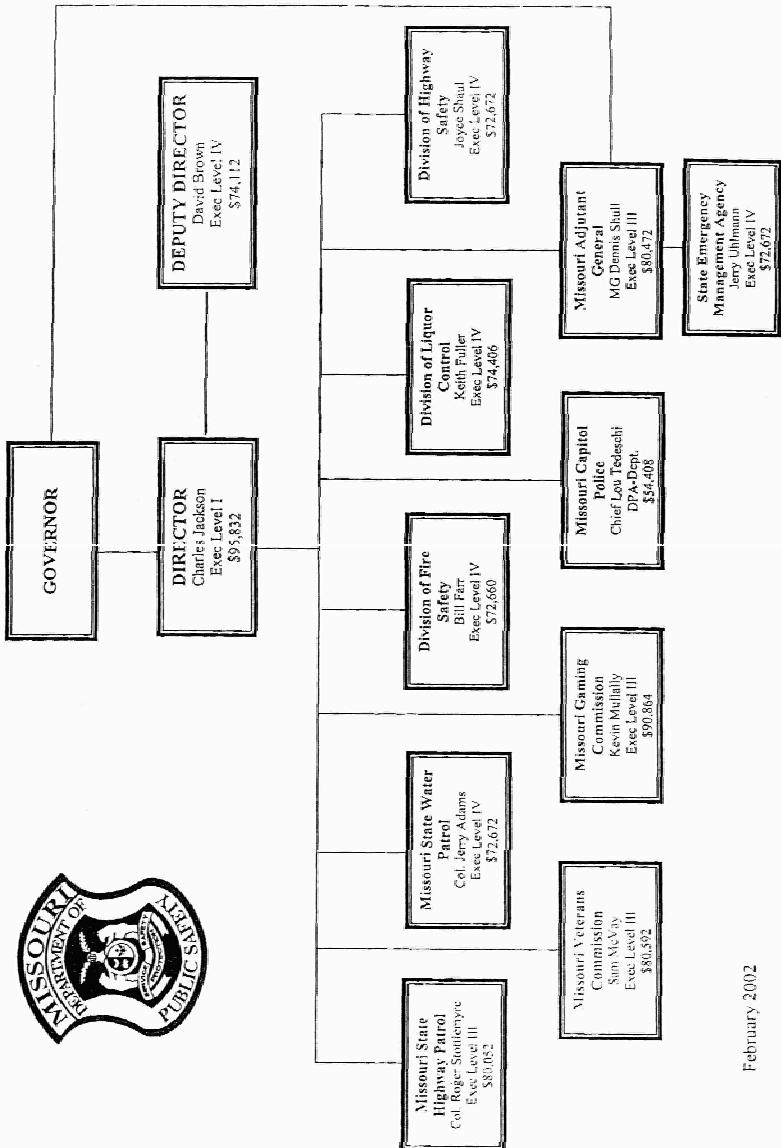 MISSOURI
DEPARTMENT OF
PUBLIC SAFETY
GOVERNOR
DIRECTOR
Charles Jackson
Exec Level I
$95,832
DEPUTY DIRECTOR
David Brown
Exec Level IV
$74,112
Missouri State
Highway Patrol
Col. Roger Stottlemyre
Exec Level III
$80,052
Missouri State Water
Patrol
Col. Jerry Adams
Exec Level IV
$72,672
Division of Fire
Safety
Bill Farr
Exec Level IV
$72,660
Division of Liquor
Control
Keith Fuller
Exec Level IV
$74,406
Division of Highway
Safety
Joyce Shaul
Exec Level IV
$72,672
Missouri Veterans
Commission
Sam McVay
Exec Level III
$80,592
Missouri Gaming
Commission
Kevin Mullally
Exec Level III
$90,864
Missouri Capitol
Police
Chief Lou Tedeschi
DPA-Dept.
$54,408
Missouri Adjutant
General
MG Dennis Shull
Exec Level III
$80,472
State Emergency
Management Agency
Jerry Uhlmann
Exec Level IV
$72,672
February 2002